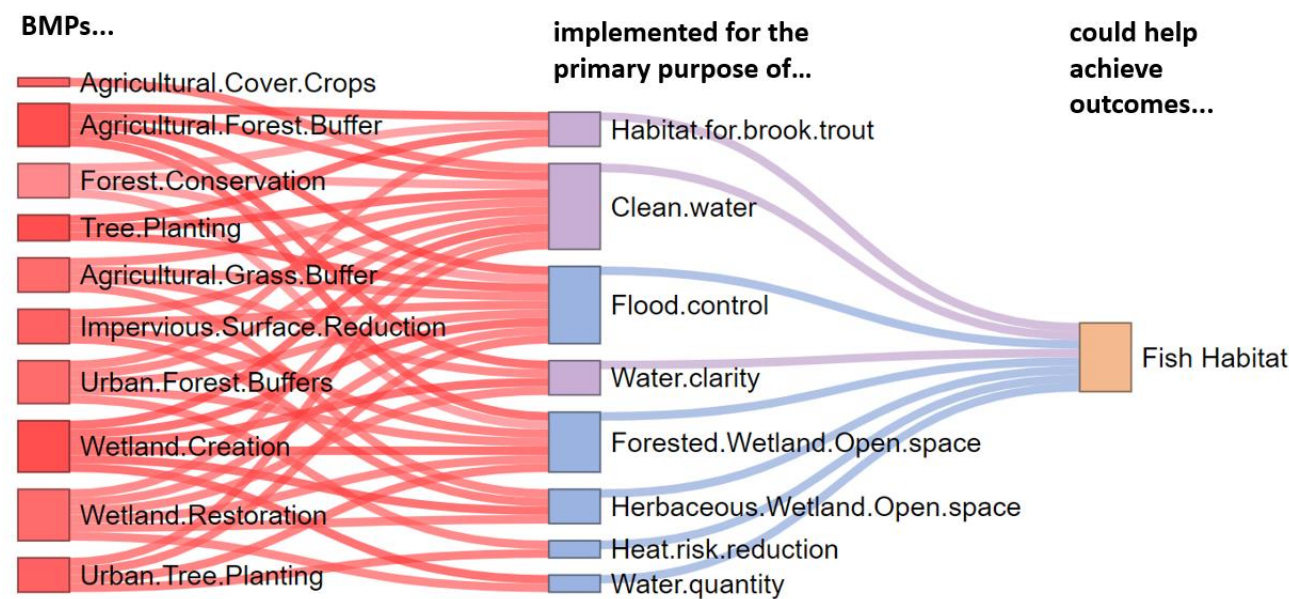 BMPs...
implemented for the
primary purpose of...
could help
achieve
outcomes...
Agricultural.Cover.Crops
Agricultural.Forest.Buffer
Forest.Conservation
Tree.Planting
Agricultural.Grass.Buffer
Impervious.Surface.Reduction
Urban.Forest.Buffers
Wetland.Creation
Wetland.Restoration
Urban.Tree.Planting
Habitat.for.brook.trout
Clean.water
Flood.control
Water.clarity
Forested.Wetland.Open.space
Herbaceous.Wetland.Open.space
Heat.risk.reduction
Water.quantity
Fish Habitat